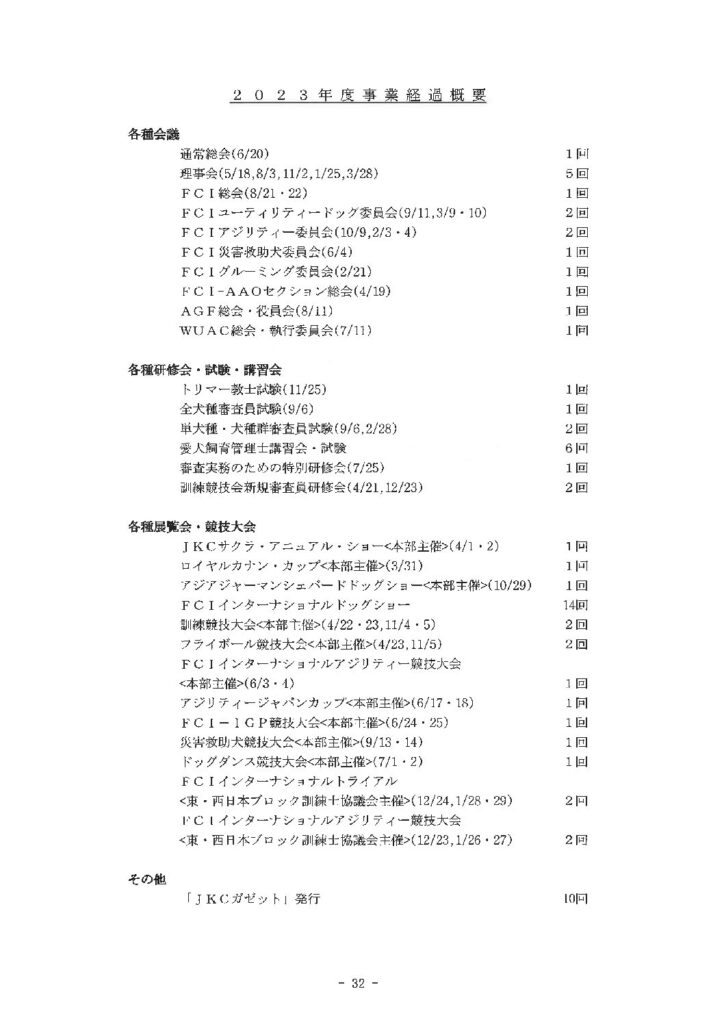 ２０２３年度事業経過概要
各種会議
通常総会(6/20) 1回
理事会(5/18,8/3,11/2,1/25,3/28) 5回
ＦＣＩ総会(8/21・22) 1回
ＦＣＩユーティリティードッグ委員会(9/11,3/9・10) 2回
ＦＣＩアジリティー委員会(10/9,2/3・4) 2回
ＦＣＩ災害救助犬委員会(6/4) 1回
ＦＣＩグルーミング委員会(2/21) 1回
ＦＣＩ-ＡＡＯセクション総会(4/19) 1回
ＡＧＦ総会・役員会(8/11) 1回
ＷＵＡＣ総会・執行委員会(7/11) 1回
各種研修会・試験・講習会
トリマー教士試験(11/25) 1回
全犬種審査員試験(9/6) 1回
単犬種・犬種群審査員試験(9/6,2/28) 2回
愛犬飼育管理士講習会・試験 6回
審査実務のための特別研修会(7/25) 1回
訓練競技会新規審査員研修会(4/21,12/23) 2回
各種展覧会・競技大会
ＪＫＣサクラ・アニュアル・ショー<本部主催>(4/1・2) 1回
ロイヤルカナン・カップ<本部主催>(3/31) 1回
アジアジャーマンシェパードドッグショー<本部主催>(10/29) 1回
ＦＣＩインターナショナルドッグショー 14回
訓練競技大会<本部主催>(4/22・23,11/4・5) 2回
フライボール競技大会<本部主催>(4/23,11/5) 2回
ＦＣＩインターナショナルアジリティー競技大会
<本部主催>(6/3・4) 1回
アジリティージャパンカップ<本部主催>(6/17・18) 1回
ＦＣＩ－ＩＧＰ競技大会<本部主催>(6/24・25) 1回
災害救助犬競技大会<本部主催>(9/13・14) 1回
ドッグダンス競技大会<本部主催>(7/1・2) 1回
ＦＣＩインターナショナルトライアル
<東・西日本ブロック訓練士協議会主催>(12/24,1/28・29) 2回
ＦＣＩインターナショナルアジリティー競技大会
<東・西日本ブロック訓練士協議会主催>(12/23,1/26・27) 2回
その他
「ＪＫＣガゼット」発行 10回
- 32 -